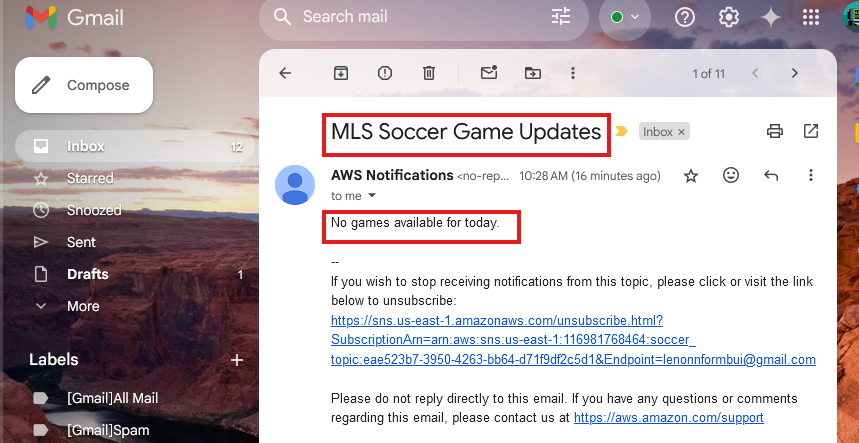 Gmail
Search mail
Compose
1 of 11
Inbox 12
Starred
Snoozed
Sent
Drafts 1
More
Labels
[Gmail]All Mail
[Gmail]Spam
MLS Soccer Game Updates
Inbox ×
AWS Notifications <no-rep... 10:28 AM (16 minutes ago)
to me
No games available for today.
--
If you wish to stop receiving notifications from this topic, please click or visit the link
below to unsubscribe:
https://sns.us-east-1.amazonaws.com/unsubscribe.html?
SubscriptionArn=arn:aws:sns:us-east-1:116981768464:soccer_
topic:eae523b7-3950-4263-bb64-d71f9df2c5d1&Endpoint=lenonnformbui@gmail.com
Please do not reply directly to this email. If you have any questions or comments
regarding this email, please contact us at https://aws.amazon.com/support